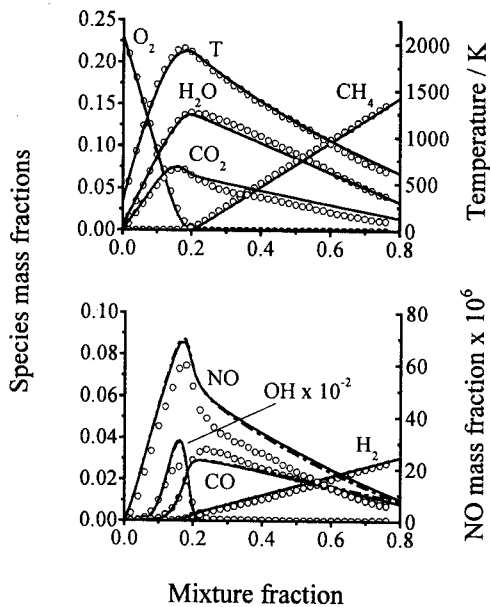 O₂
T
H₂O
CO₂
CH₄
0.25
0.20
0.15
0.10
0.05
0.00
2000
1500
1000
500
0
0.0 0.2 0.4 0.6 0.8
Species mass fractions
Temperature / K
0.10
0.08
0.06
0.04
0.02
0.00
NO
OH x 10⁻²
CO
H₂
80
60
40
20
0
0.0 0.2 0.4 0.6 0.8
NO mass fraction x 10⁶
Mixture fraction